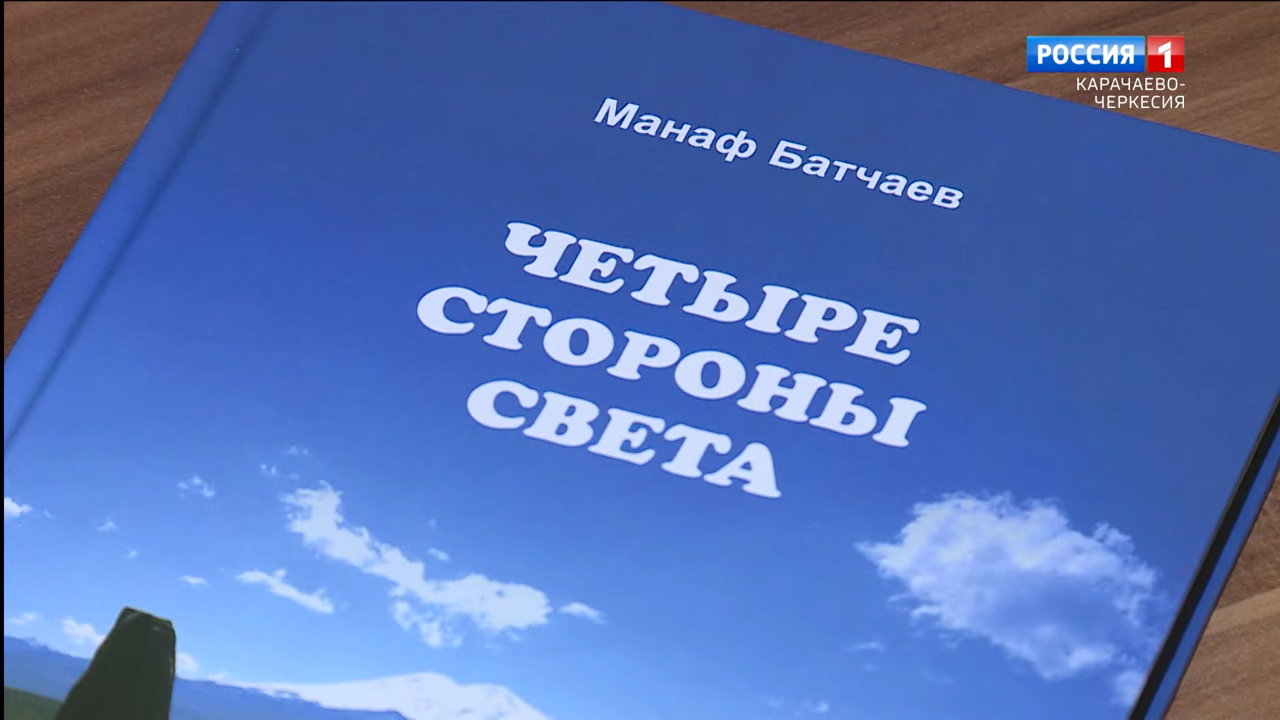 РОССИЯ 1
КАРАЧАЕВО-
ЧЕРКЕСИЯ
Манаф Батчаев
ЧЕТЫРЕ
СТОРОНЫ
СВЕТА